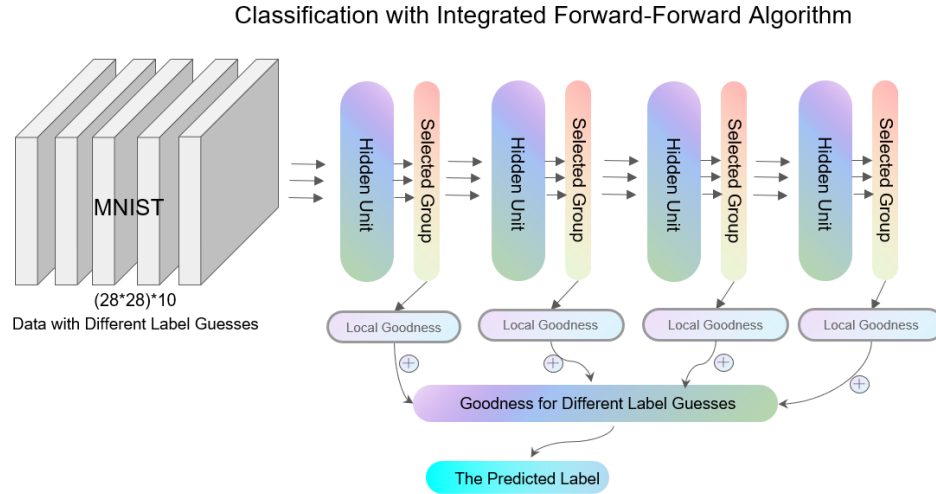 Classification with Integrated Forward-Forward Algorithm
MNIST
(28*28)*10
Data with Different Label Guesses
Hidden Unit
Selected Group
Hidden Unit
Selected Group
Hidden Unit
Selected Group
Hidden Unit
Selected Group
Local Goodness
Local Goodness
Local Goodness
Local Goodness
+
+
+
+
Goodness for Different Label Guesses
The Predicted Label